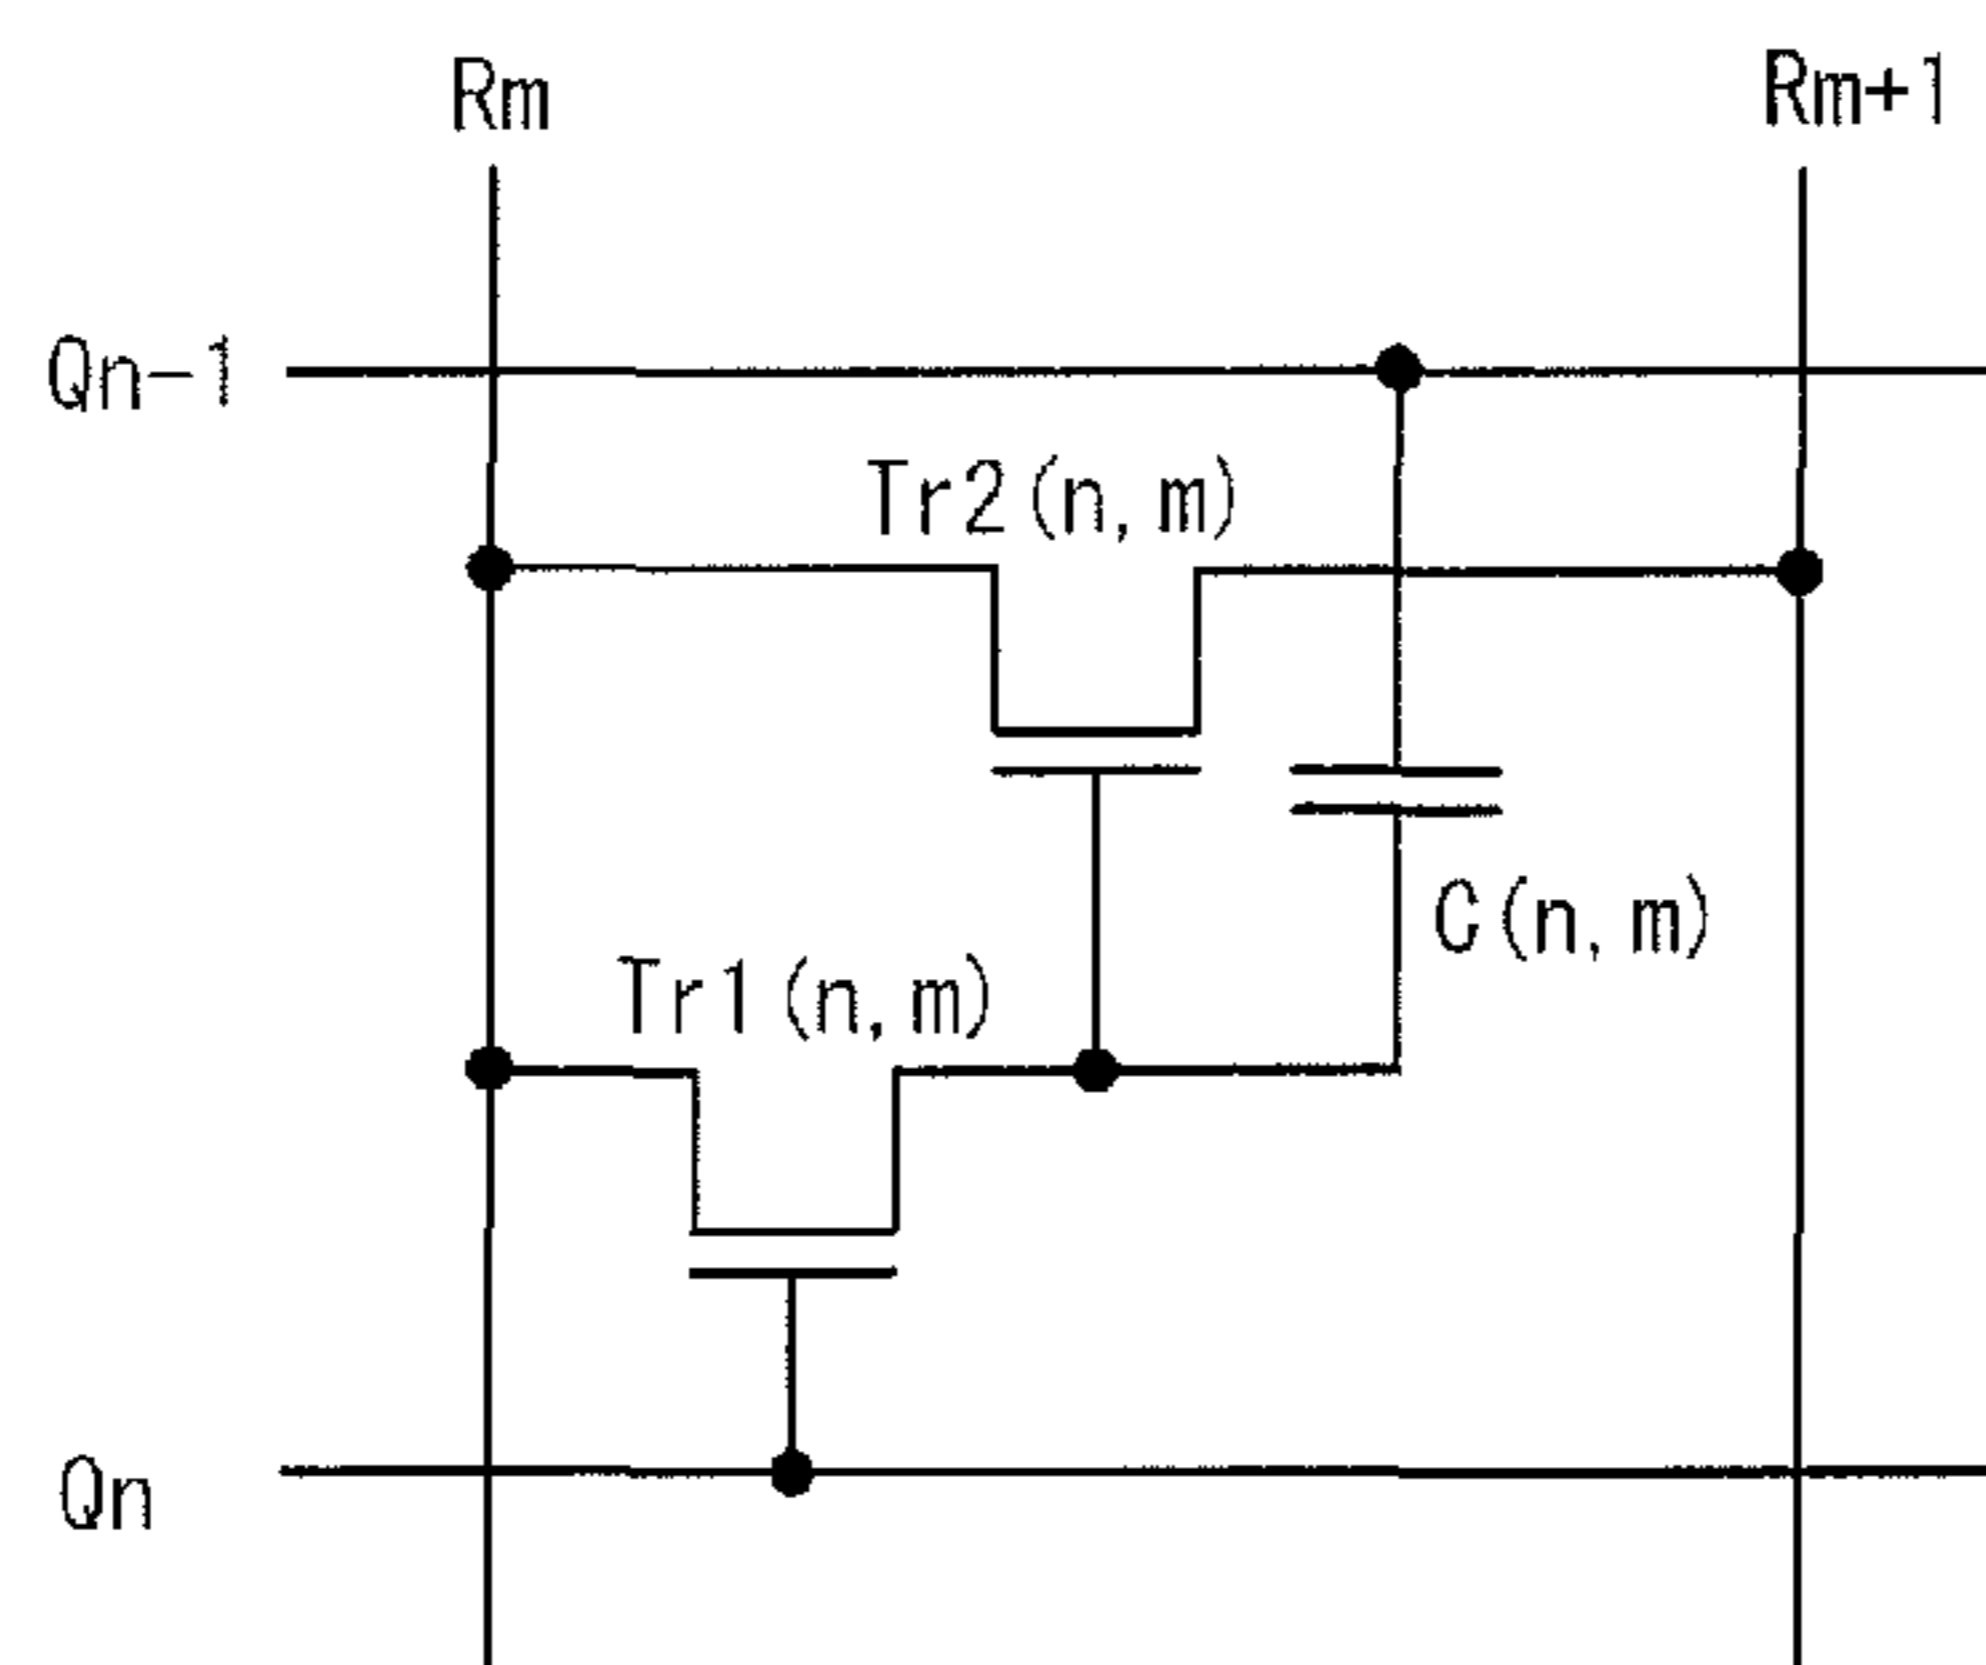 Rm
Rm+1
Qn-1
Tr2(n,m)
C(n,m)
Tr1(n,m)
Qn